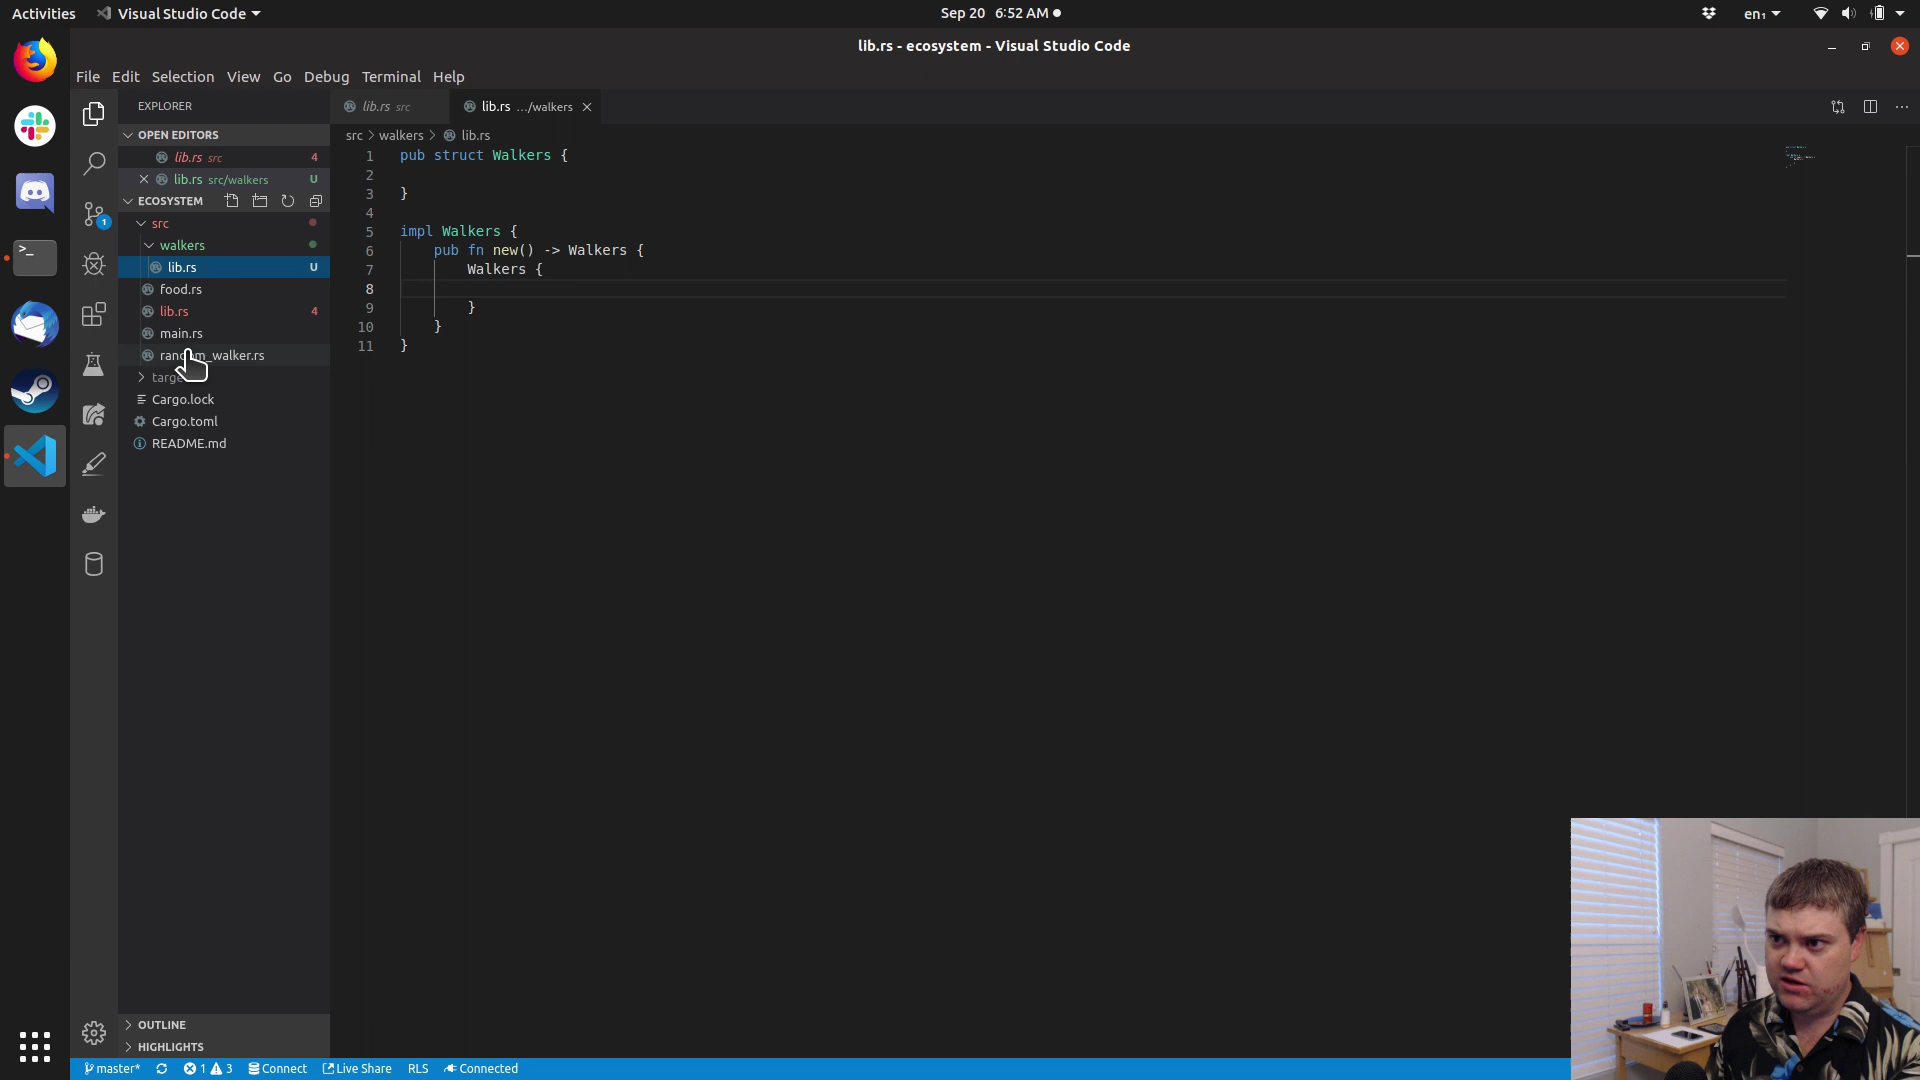 Activities
Visual Studio Code
Sep 20 6:52 AM
en₁
lib.rs - ecosystem - Visual Studio Code
File Edit Selection View Go Debug Terminal Help
EXPLORER
lib.rs src
lib.rs .../walkers
OPEN EDITORS
src > walkers > lib.rs
lib.rs src 4
lib.rs src/walkers U
ECOSYSTEM
src
walkers
lib.rs U
food.rs
lib.rs 4
main.rs
random_walker.rs
Cargo.lock
Cargo.toml
README.md
1 pub struct Walkers {
2
3 }
4
5 impl Walkers {
6 pub fn new() -> Walkers {
7 Walkers {
8
9 }
10 }
11 }
1
OUTLINE
HIGHLIGHTS
master* 1 3 Connect Live Share RLS Connected